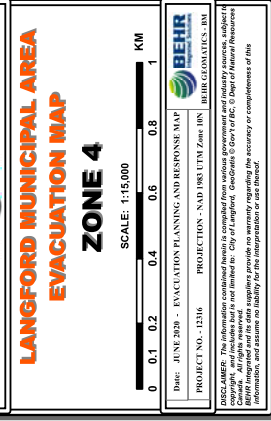 LANGFORD MUNICIPAL AREA
EVACUATION MAP
ZONE 4
SCALE: 1:15,000
0 0.1 0.2 0.4 0.6 0.8 1
KM
Date: JUNE 2020 - EVACUATION PLANNING AND RESPONSE MAP
PROJECT NO. - 12316 PROJECTION - NAD 1983 UTM Zone 10N
BEHR
Integrated Solutions
BEHR GEOMATICS - BM
DISCLAIMER: The information contained herein is compiled from various government and industry sources, subject to
copyright, and includes but is not limited to: City of Langford, GeoGratis © Gov't of BC, © Dept of Natural Resources
Canada. All rights reserved.
BEHR Integrated and its data suppliers provide no warranty regarding the accuracy or completeness of this
information, and assume no liability for the interpretation or use thereof.